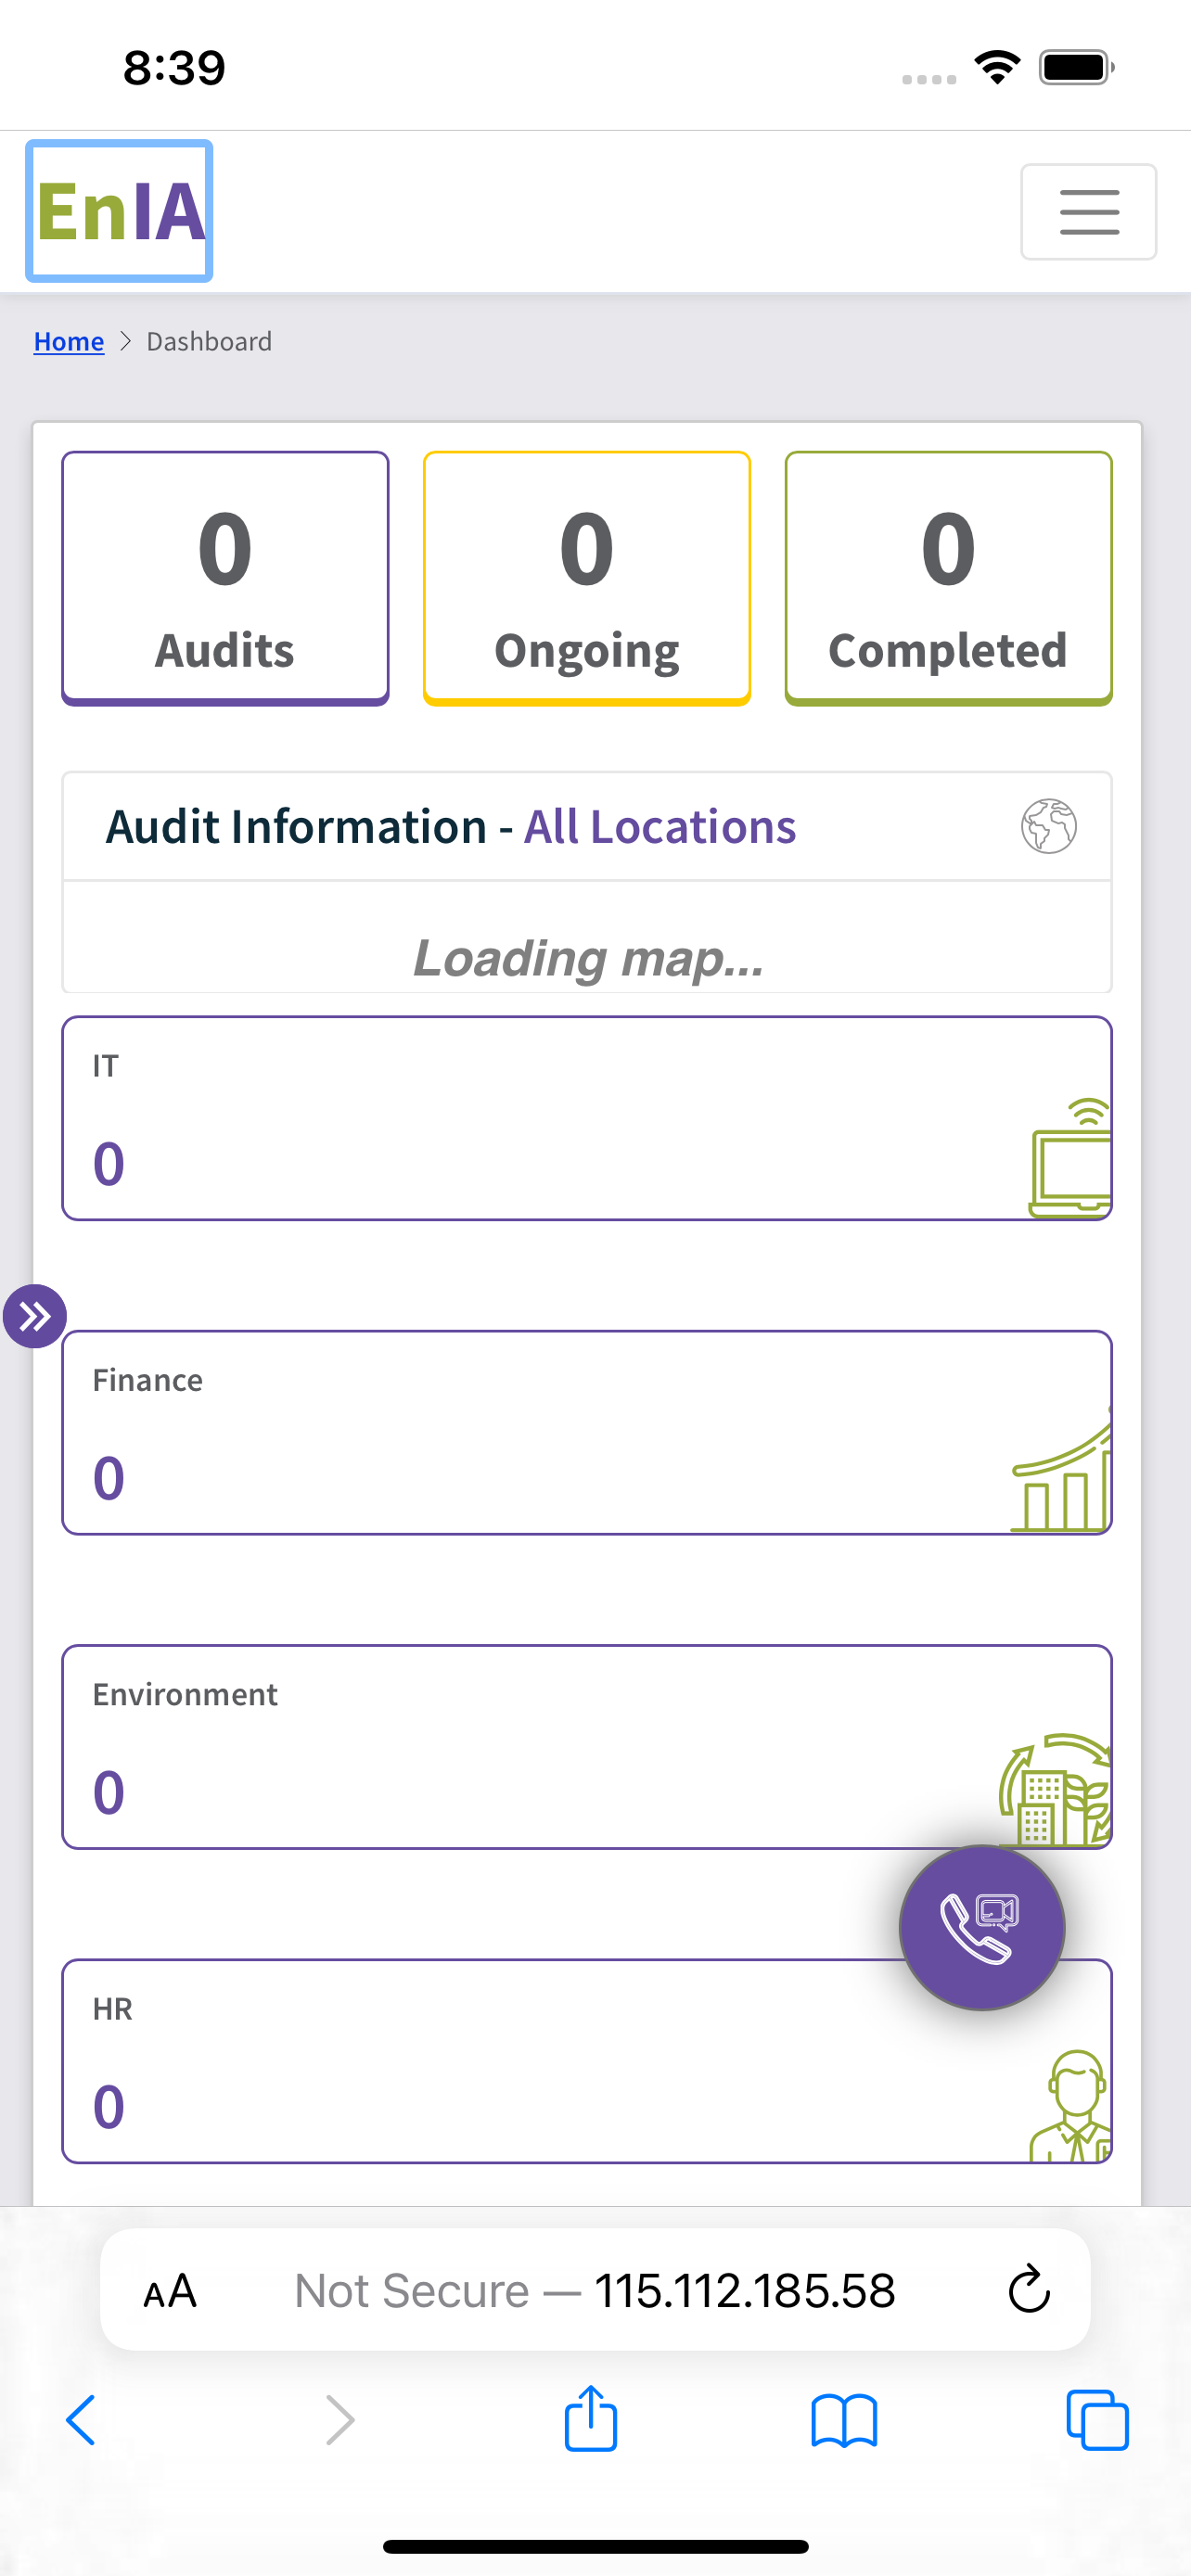 8:39
EnIA
Home > Dashboard
0
Audits
0
Ongoing
0
Completed
Audit Information - All Locations
Loading map...
IT
0
Finance
0
Environment
0
HR
0
AA Not Secure — 115.112.185.58